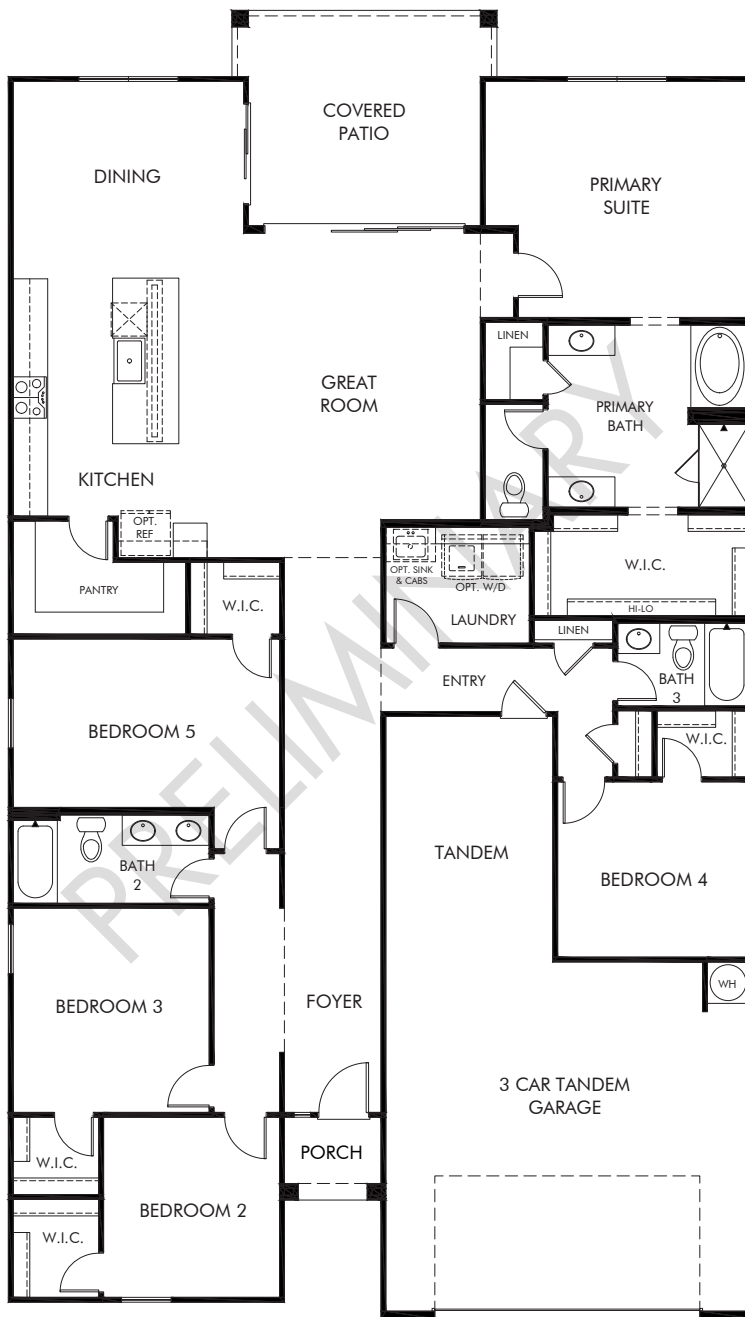 COVERED
PATIO
DINING
PRIMARY
SUITE
LINEN
GREAT
ROOM
PRIMARY
BATH
KITCHEN
OPT.
REF
PANTRY
W.I.C.
OPT. SINK
& CABS
OPT. W/D
LAUNDRY
W.I.C.
HI-LO
LINEN
ENTRY
BATH
3
W.I.C.
BEDROOM 5
TANDEM
BEDROOM 4
BATH
2
BEDROOM 3
FOYER
WH
3 CAR TANDEM
GARAGE
PORCH
W.I.C.
BEDROOM 2
W.I.C.
PRELIMINARY